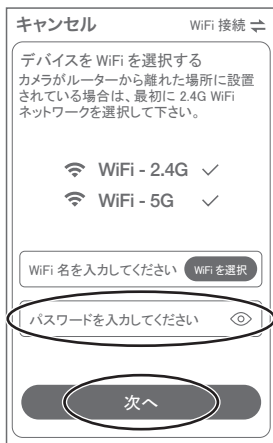 キャンセル
WiFi 接続
デバイスを WiFi を選択する
カメラがルーターから離れた場所に設置
されている場合は、最初に 2.4G WiFi
ネットワークを選択して下さい。
WiFi - 2.4G
WiFi - 5G
WiFi 名を入力してください WiFi を選択
パスワードを入力してください
次へ